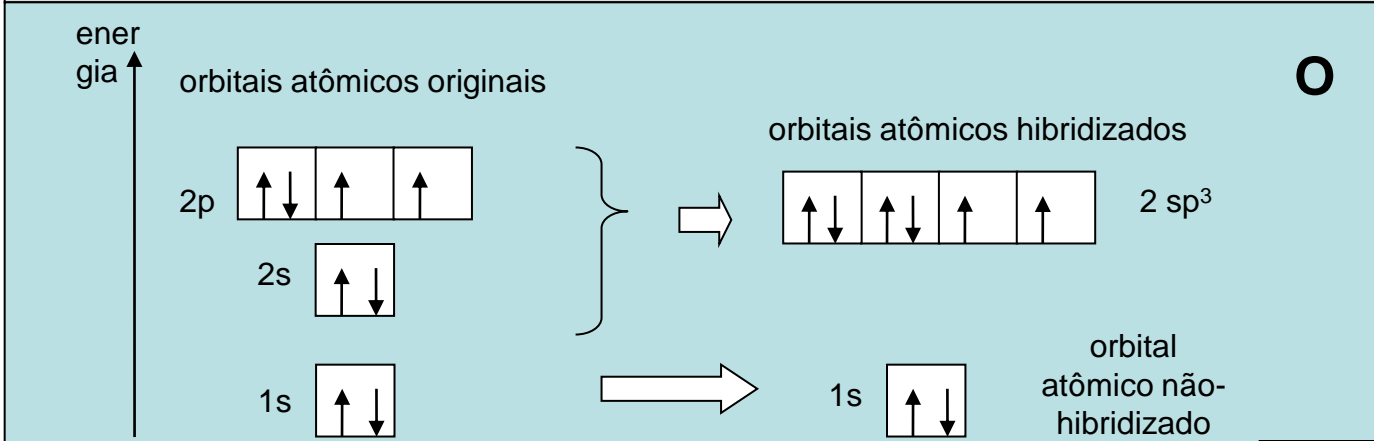 ener
gia
orbitais atômicos originais
O
orbitais atômicos hibridizados
2p
2 sp³
2s
1s
1s
orbital
atômico não-
hibridizado